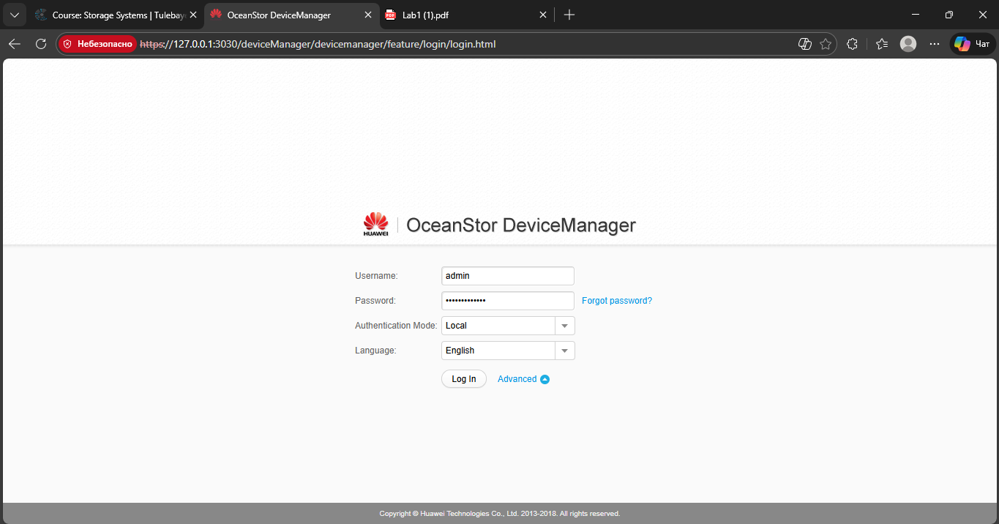 Course: Storage Systems | Tulebay
OceanStor DeviceManager
PDF
Lab1 (1).pdf
Небезопасно https://127.0.0.1:3030/deviceManager/devicemanager/feature/login/login.html
Чат
HUAWEI
OceanStor DeviceManager
Username: admin
Password: ••••••••••••• Forgot password?
Authentication Mode: Local
Language: English
Log In Advanced
Copyright © Huawei Technologies Co., Ltd. 2013-2018. All rights reserved.